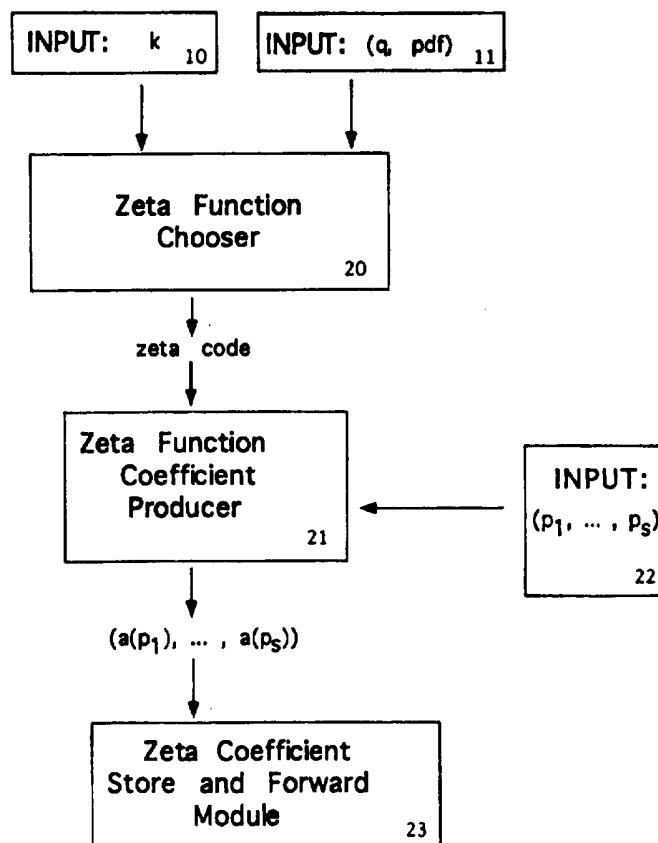 INPUT: k
10
INPUT: (q, pdf)
11
Zeta Function
Chooser
20
zeta code
Zeta Function
Coefficient
Producer
21
INPUT:
(p₁, ... , pₛ)
22
(a(p₁), ... , a(pₛ))
Zeta Coefficient
Store and Forward
Module
23